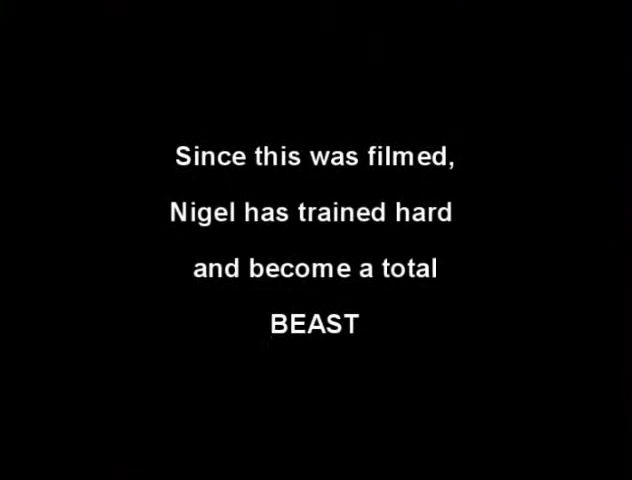 Since this was filmed,
Nigel has trained hard
and become a total
BEAST